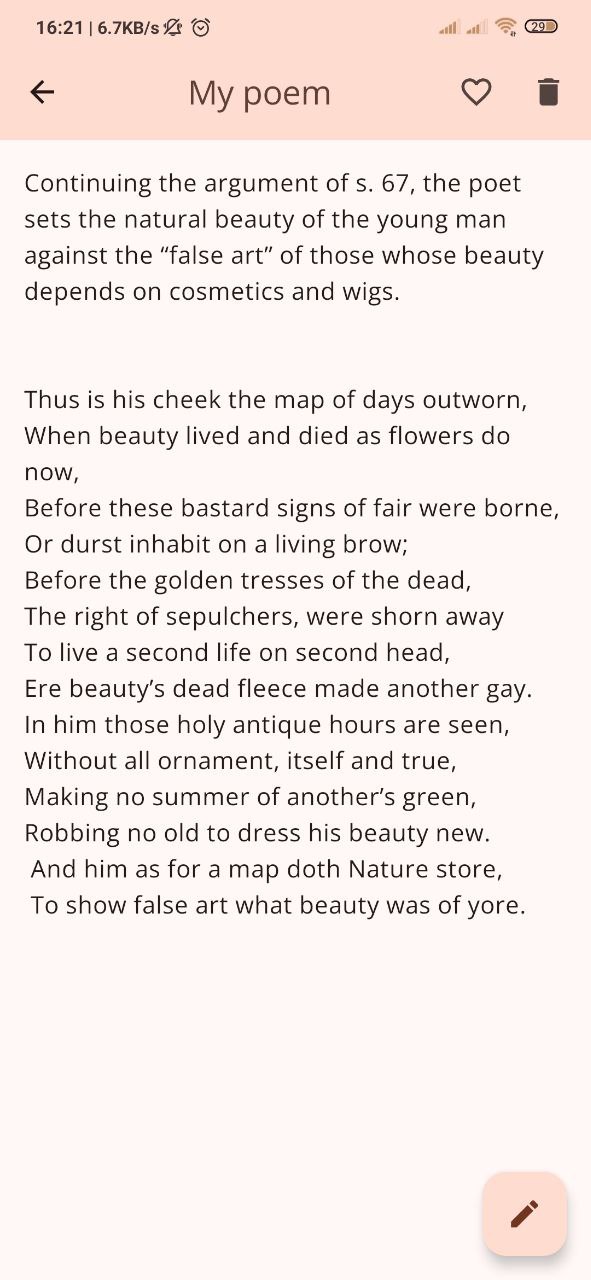 16:21 | 6.7KB/s
29
My poem
Continuing the argument of s. 67, the poet
sets the natural beauty of the young man
against the “false art” of those whose beauty
depends on cosmetics and wigs.
Thus is his cheek the map of days outworn,
When beauty lived and died as flowers do
now,
Before these bastard signs of fair were borne,
Or durst inhabit on a living brow;
Before the golden tresses of the dead,
The right of sepulchers, were shorn away
To live a second life on second head,
Ere beauty’s dead fleece made another gay.
In him those holy antique hours are seen,
Without all ornament, itself and true,
Making no summer of another’s green,
Robbing no old to dress his beauty new.
And him as for a map doth Nature store,
To show false art what beauty was of yore.